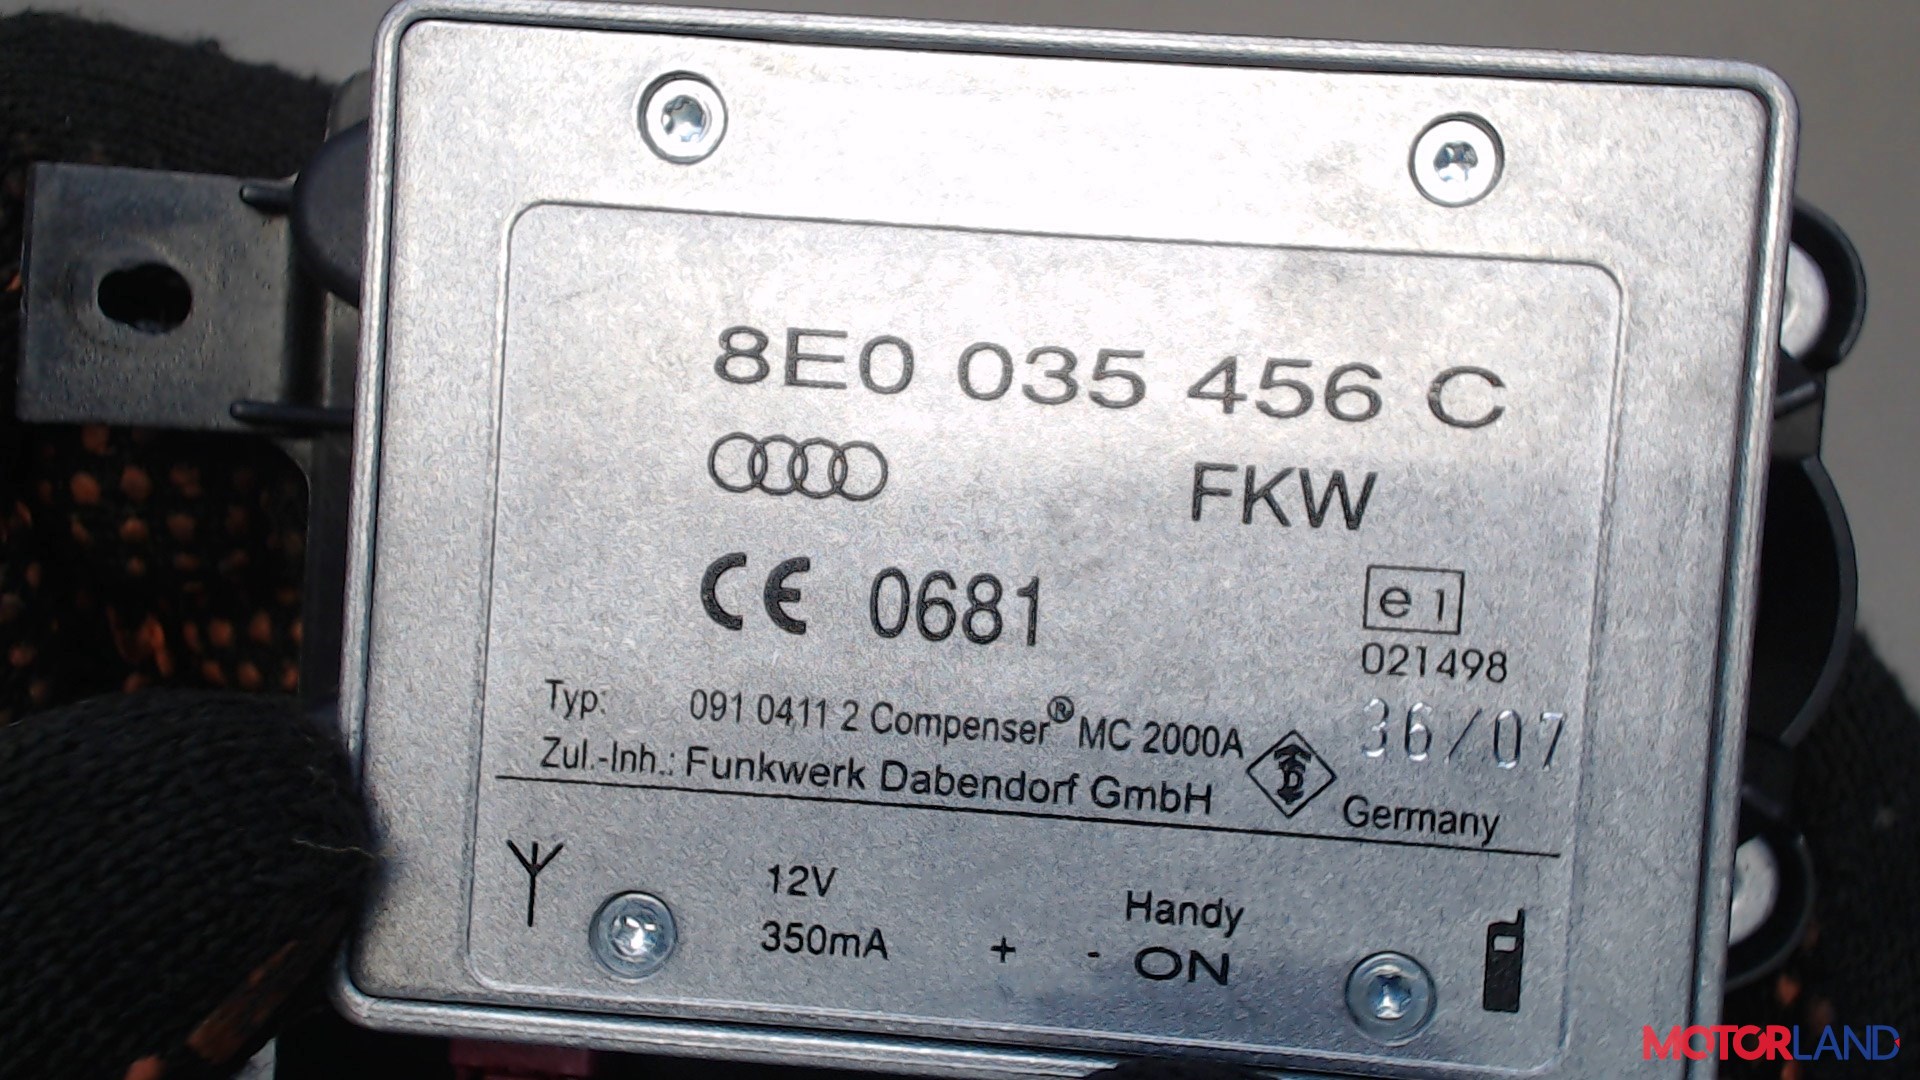 8E0 035 456 C
FKW
CE 0681
e1
021498
Typ: 091 0411 2 Compenser® MC 2000A
36/07
Zul.-Inh.: Funkwerk Dabendorf GmbH
Germany
12V
350mA
+ -
Handy
ON
MOTORLAND